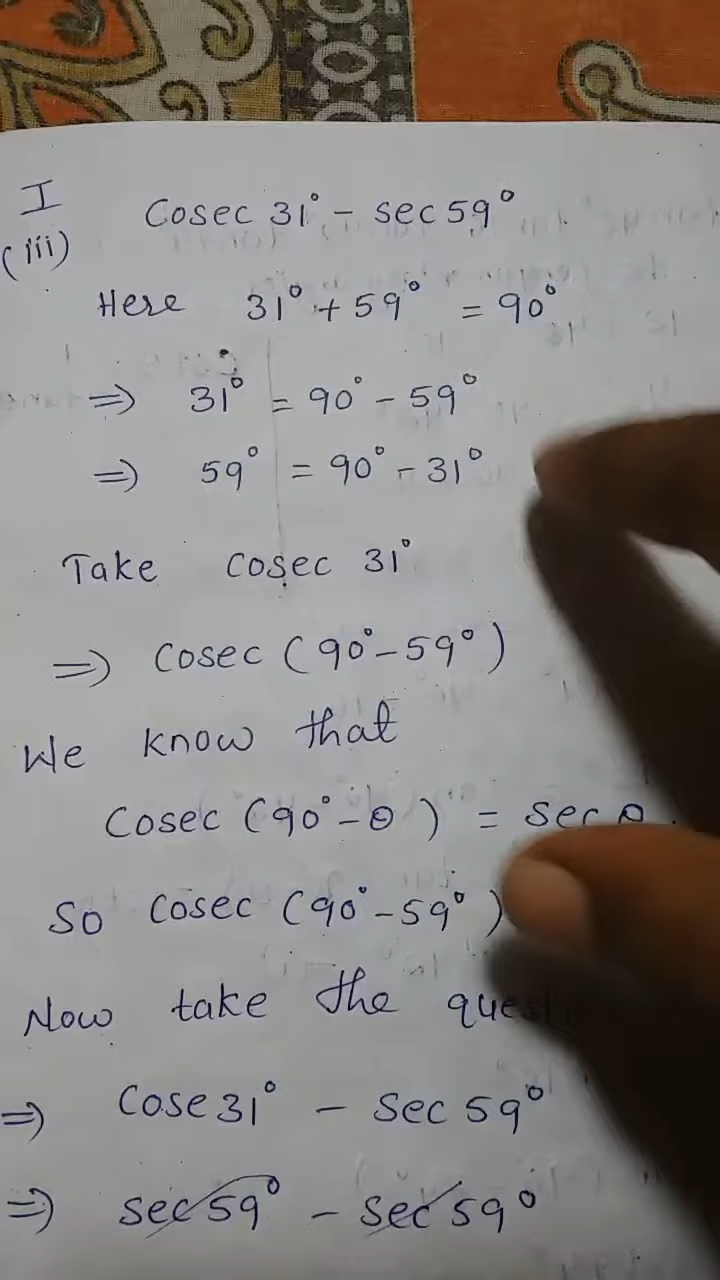 I
(iii) Cosec 31° - sec 59°
Here 31° + 59° = 90°
⇒ 31° = 90° - 59°
⇒ 59° = 90° - 31°
Take cosec 31°
⇒ cosec (90° - 59°)
We know that
Cosec (90° - θ) = sec θ
So cosec (90° - 59°)
Now take the
⇒ Cose 31° - sec 59°
⇒ sec 59° - sec 59°